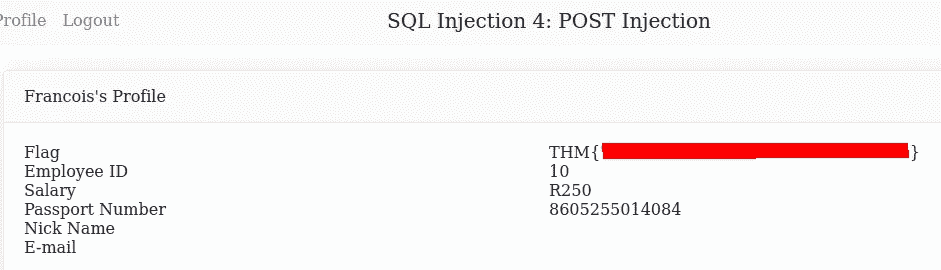 Profile Logout SQL Injection 4: POST Injection
Francois's Profile
Flag THM{ }
Employee ID 10
Salary R250
Passport Number 8605255014084
Nick Name
E-mail